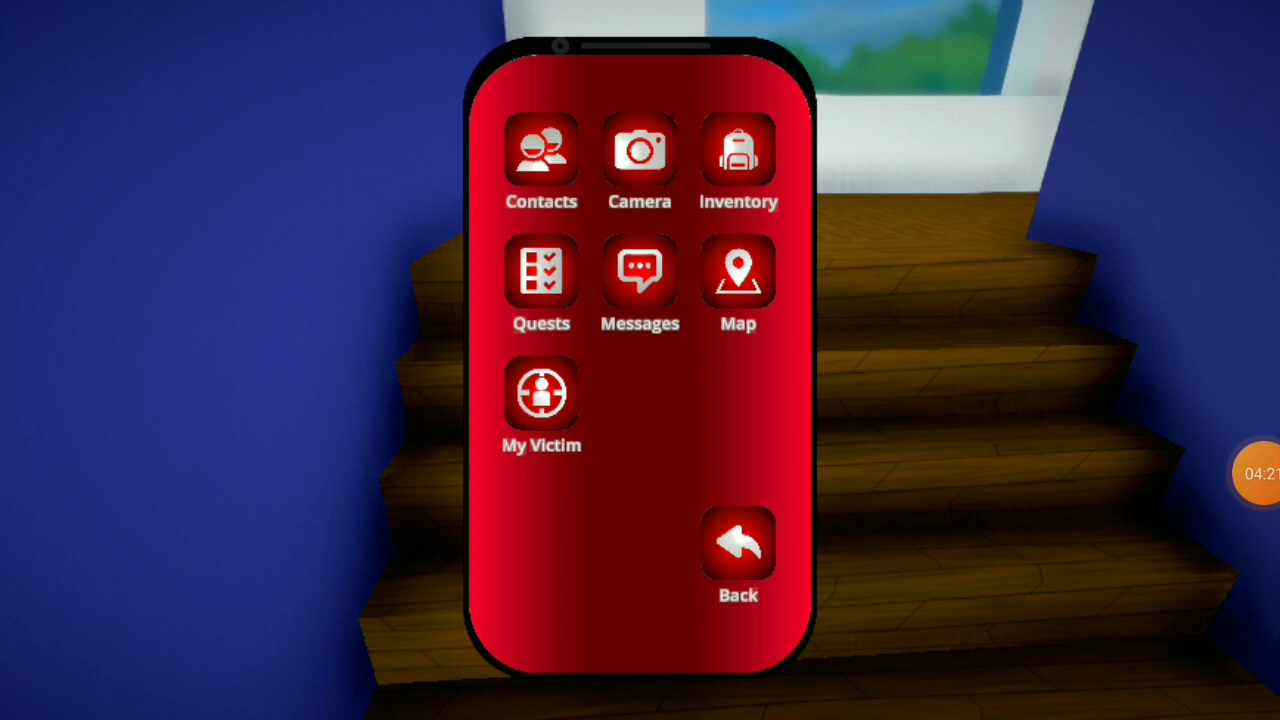 Contacts
Camera
Inventory
Quests
Messages
Map
My Victim
04:21
Back